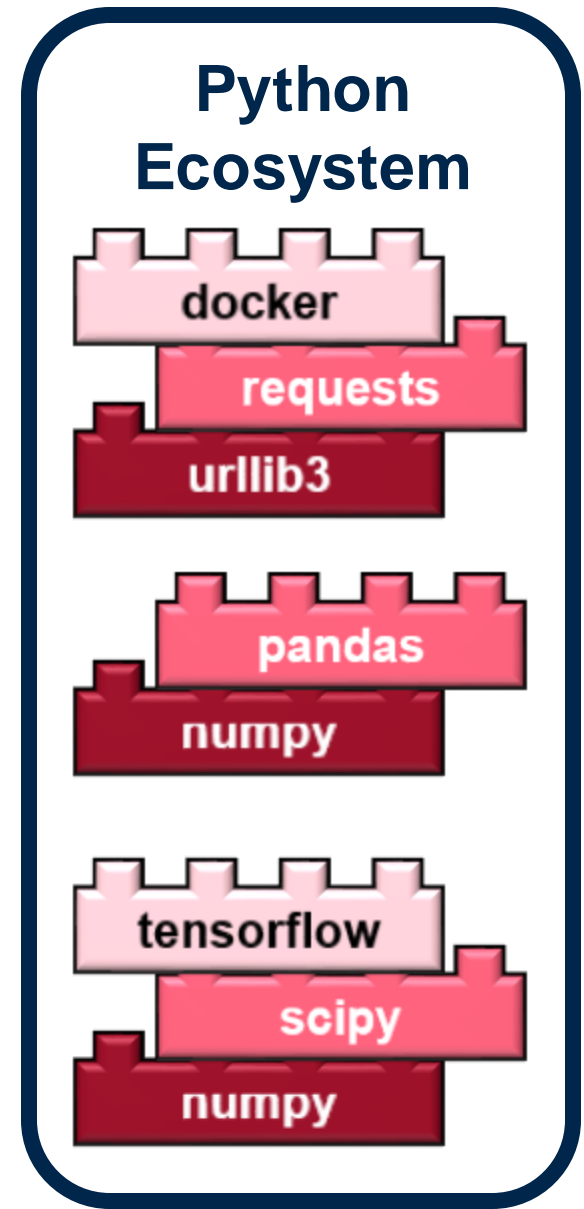 Python
Ecosystem
docker
requests
urllib3
pandas
numpy
tensorflow
scipy
numpy